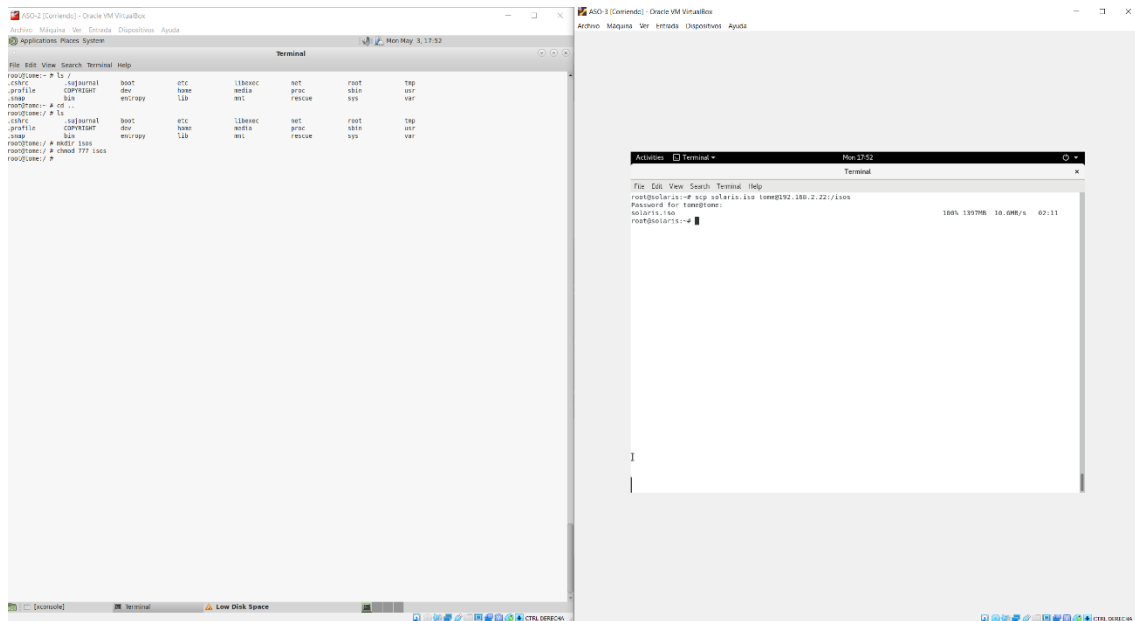 ASO-2 [Corriendo] - Oracle VM VirtualBox
Archivo Máquina Ver Entrada Dispositivos Ayuda
Applications Places System Mon May 3, 17:52
Terminal
File Edit View Search Terminal Help
root@tome:~ # ls /
.cshrc .sujournal boot etc libexec net root tmp
.profile COPYRIGHT dev home media proc sbin usr
.snap bin entropy lib mnt rescue sys var
root@tome:~ # cd ..
root@tome:/ # ls
.cshrc .sujournal boot etc libexec net root tmp
.profile COPYRIGHT dev home media proc sbin usr
.snap bin entropy lib mnt rescue sys var
root@tome:/ # mkdir isos
root@tome:/ # chmod 777 isos
root@tome:/ #
[xconsole] Terminal Low Disk Space
CTRL DERECHA
ASO-3 [Corriendo] - Oracle VM VirtualBox
Archivo Máquina Ver Entrada Dispositivos Ayuda
Activities Terminal Mon 17:52
Terminal
File Edit View Search Terminal Help
root@solaris:~# scp solaris.iso tome@192.180.2.22:/isos
Password for tome@tome:
solaris.iso 100% 1397MB 10.6MB/s 02:11
root@solaris:~#
CTRL DERECHA